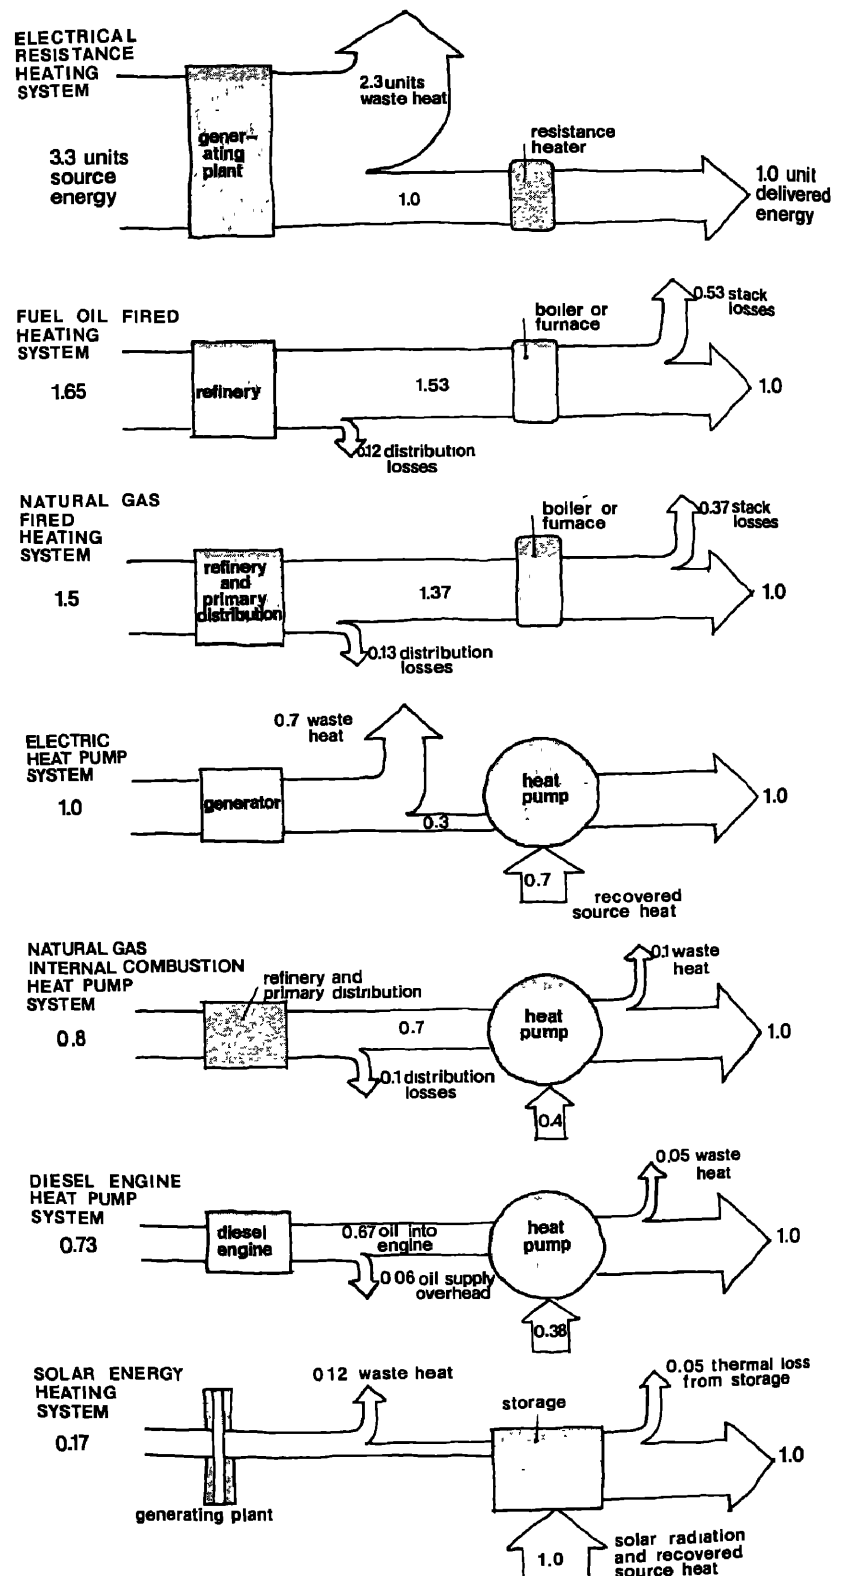 ELECTRICAL
RESISTANCE
HEATING
SYSTEM
3.3 units
source
energy
gener-
ating
plant
2.3 units
waste heat
1.0
resistance
heater
1.0 unit
delivered
energy
FUEL OIL FIRED
HEATING
SYSTEM
1.65
refinery
1.53
0.12 distribution
losses
boiler or
furnace
0.53 stack
losses
1.0
NATURAL GAS
FIRED
HEATING
SYSTEM
1.5
refinery
and
primary
distribution
1.37
0.13 distribution
losses
boiler or
furnace
0.37 stack
losses
1.0
ELECTRIC
HEAT PUMP
SYSTEM
1.0
generator
0.7 waste
heat
0.3
heat
pump
0.7
recovered
source heat
1.0
NATURAL GAS
INTERNAL COMBUSTION
HEAT PUMP
SYSTEM
0.8
refinery and
primary distribution
0.7
0.1 distribution
losses
heat
pump
0.4
0.1 waste
heat
1.0
DIESEL ENGINE
HEAT PUMP
SYSTEM
0.73
diesel
engine
0.67 oil into
engine
0 06 oil supply
overhead
heat
pump
0.38
0.05 waste
heat
1.0
SOLAR ENERGY
HEATING
SYSTEM
0.17
generating plant
0 12 waste heat
storage
0.05 thermal loss
from storage
1.0
1.0
solar radiation
and recovered
source heat